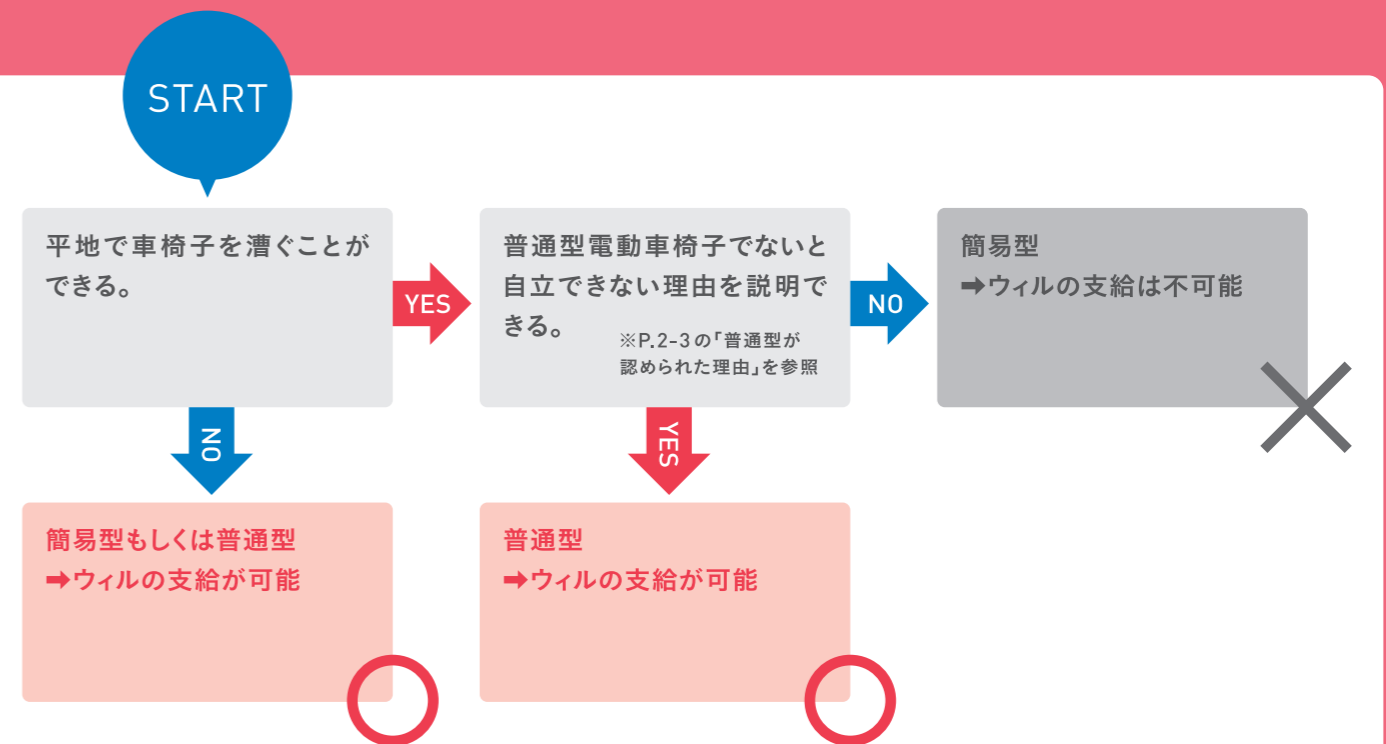 START
平地で車椅子を漕ぐことが
できる。
YES
普通型電動車椅子でないと
自立できない理由を説明で
きる。
※P.2-3の「普通型が
認められた理由」を参照
NO
簡易型
➡ウィルの支給は不可能
NO
YES
簡易型もしくは普通型
➡ウィルの支給が可能
普通型
➡ウィルの支給が可能